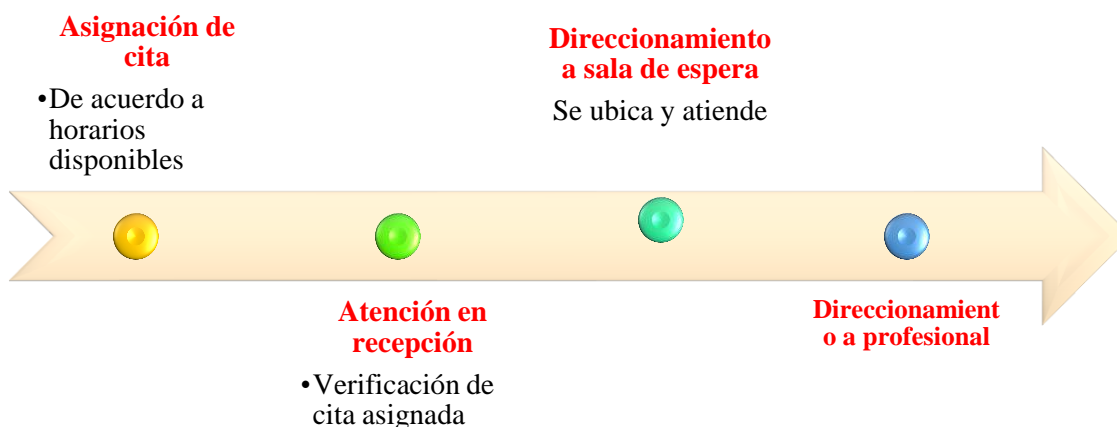 Asignación de
cita
•De acuerdo a
horarios
disponibles
Atención en
recepción
•Verificación de
cita asignada
Direccionamiento
a sala de espera
Se ubica y atiende
Direccionamient
o a profesional